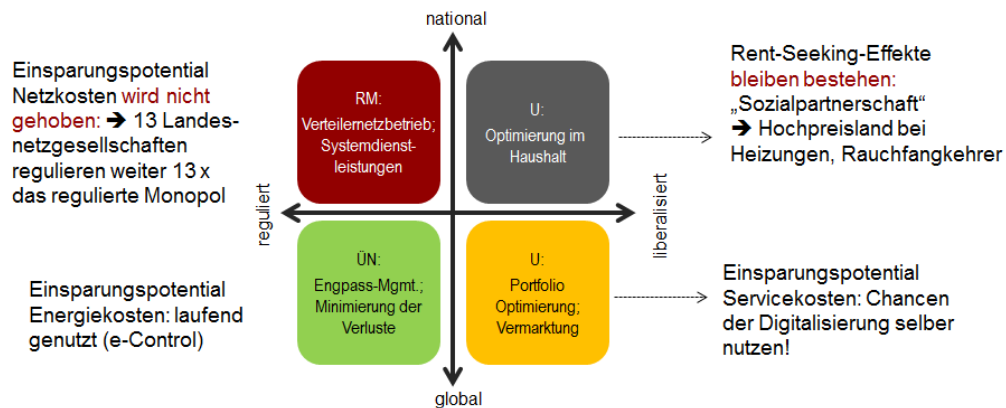 national
Einsparungspotential
Netzkosten wird nicht
gehoben: ➔ 13 Landes-
netzgesellschaften
regulieren weiter 13 x
das regulierte Monopol
RM:
Verteilernetzbetrieb;
Systemdienst-
leistungen
U:
Optimierung im
Haushalt
Rent-Seeking-Effekte
bleiben bestehen:
„Sozialpartnerschaft“
➔ Hochpreisland bei
Heizungen, Rauchfangkehrer
reguliert
liberalisiert
Einsparungspotential
Energiekosten: laufend
genutzt (e-Control)
ÜN:
Engpass-Mgmt.;
Minimierung der
Verluste
U:
Portfolio
Optimierung;
Vermarktung
Einsparungspotential
Servicekosten: Chancen
der Digitalisierung selber
nutzen!
global